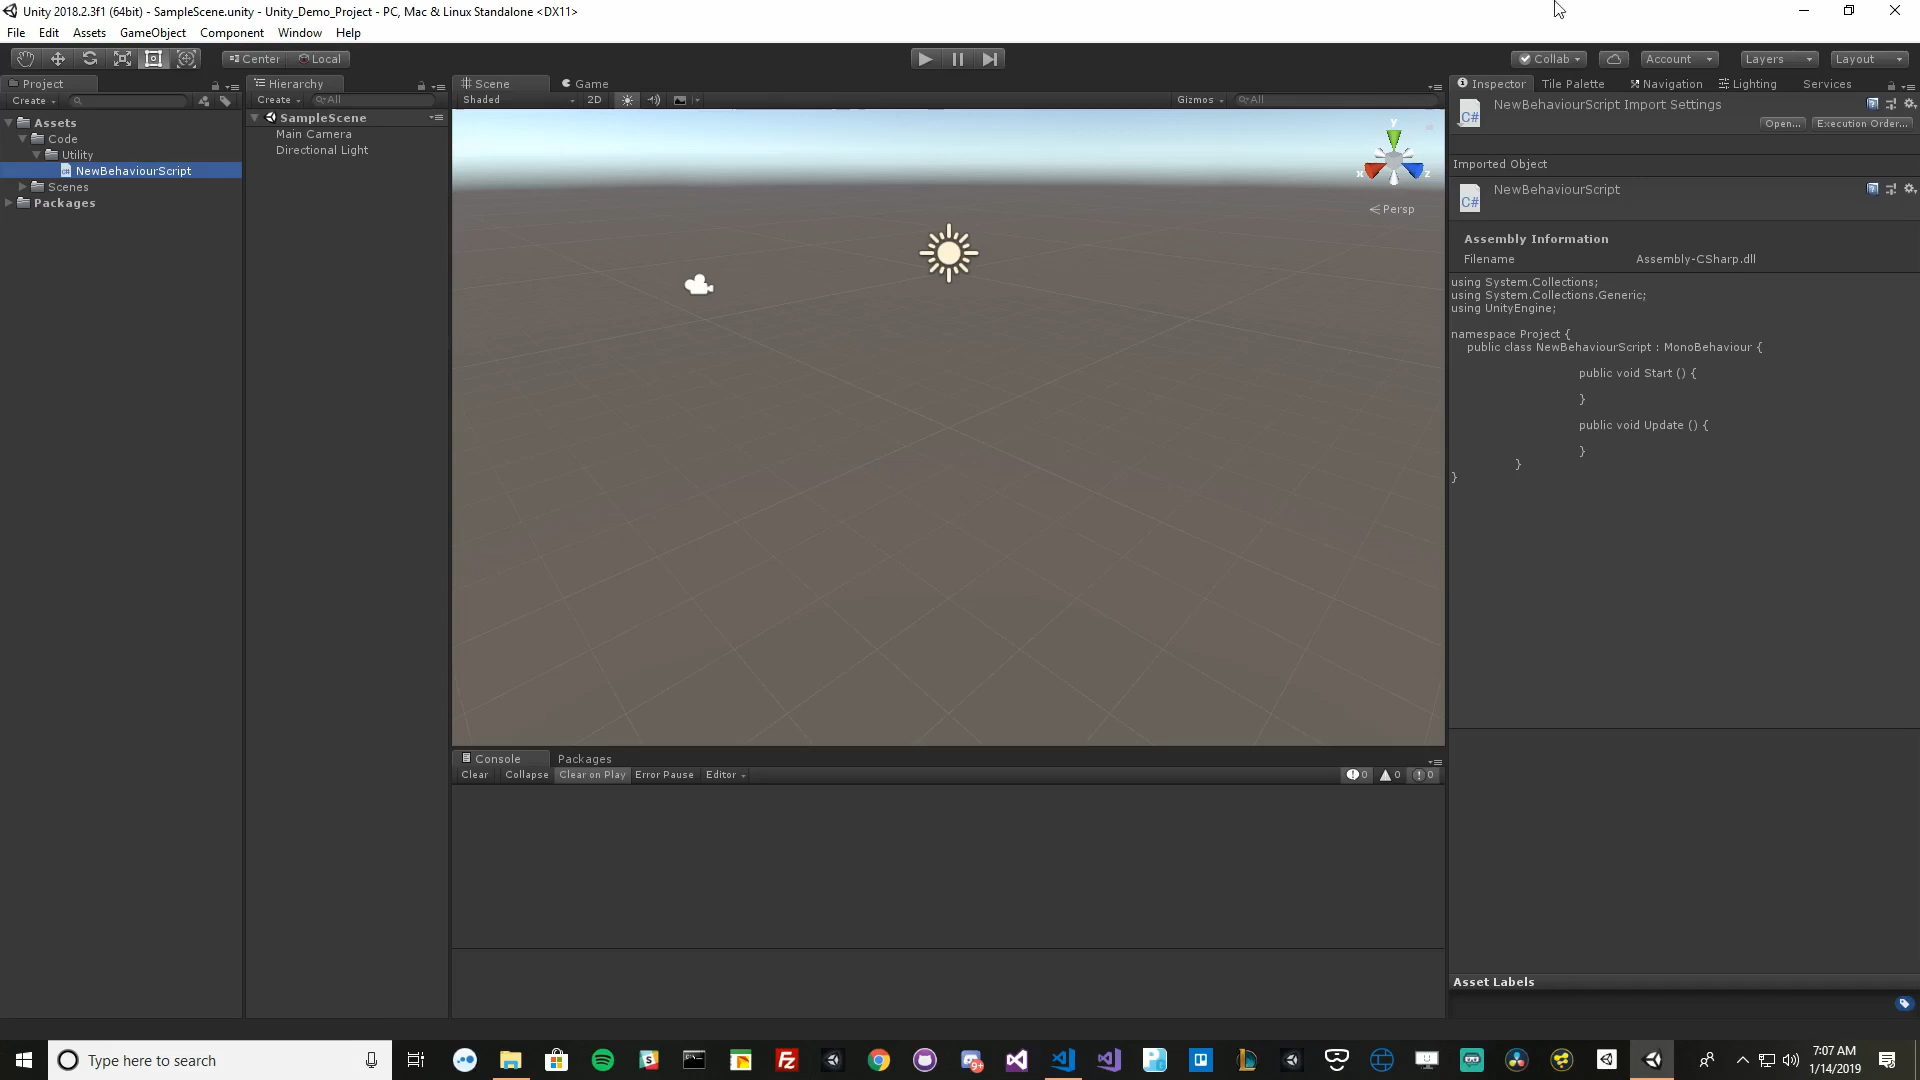 Unity 2018.2.3f1 (64bit) - SampleScene.unity - Unity_Demo_Project - PC, Mac & Linux Standalone <DX11>
File Edit Assets GameObject Component Window Help
Center Local
Collab Account Layers Layout
Project
Create
Assets
Code
Utility
NewBehaviourScript
Scenes
Packages
Hierarchy
Create All
SampleScene
Main Camera
Directional Light
Scene Game
Shaded 2D Gizmos All
y
x z
Persp
Console Packages
Clear Collapse Clear on Play Error Pause Editor 0 0 0
Inspector Tile Palette Navigation Lighting Services
C# NewBehaviourScript Import Settings
Open... Execution Order...
Imported Object
C# NewBehaviourScript
Assembly Information
Filename Assembly-CSharp.dll
using System.Collections;
using System.Collections.Generic;
using UnityEngine;
namespace Project {
public class NewBehaviourScript : MonoBehaviour {
public void Start () {
}
public void Update () {
}
}
}
Asset Labels
Type here to search
9+
7:07 AM
1/14/2019